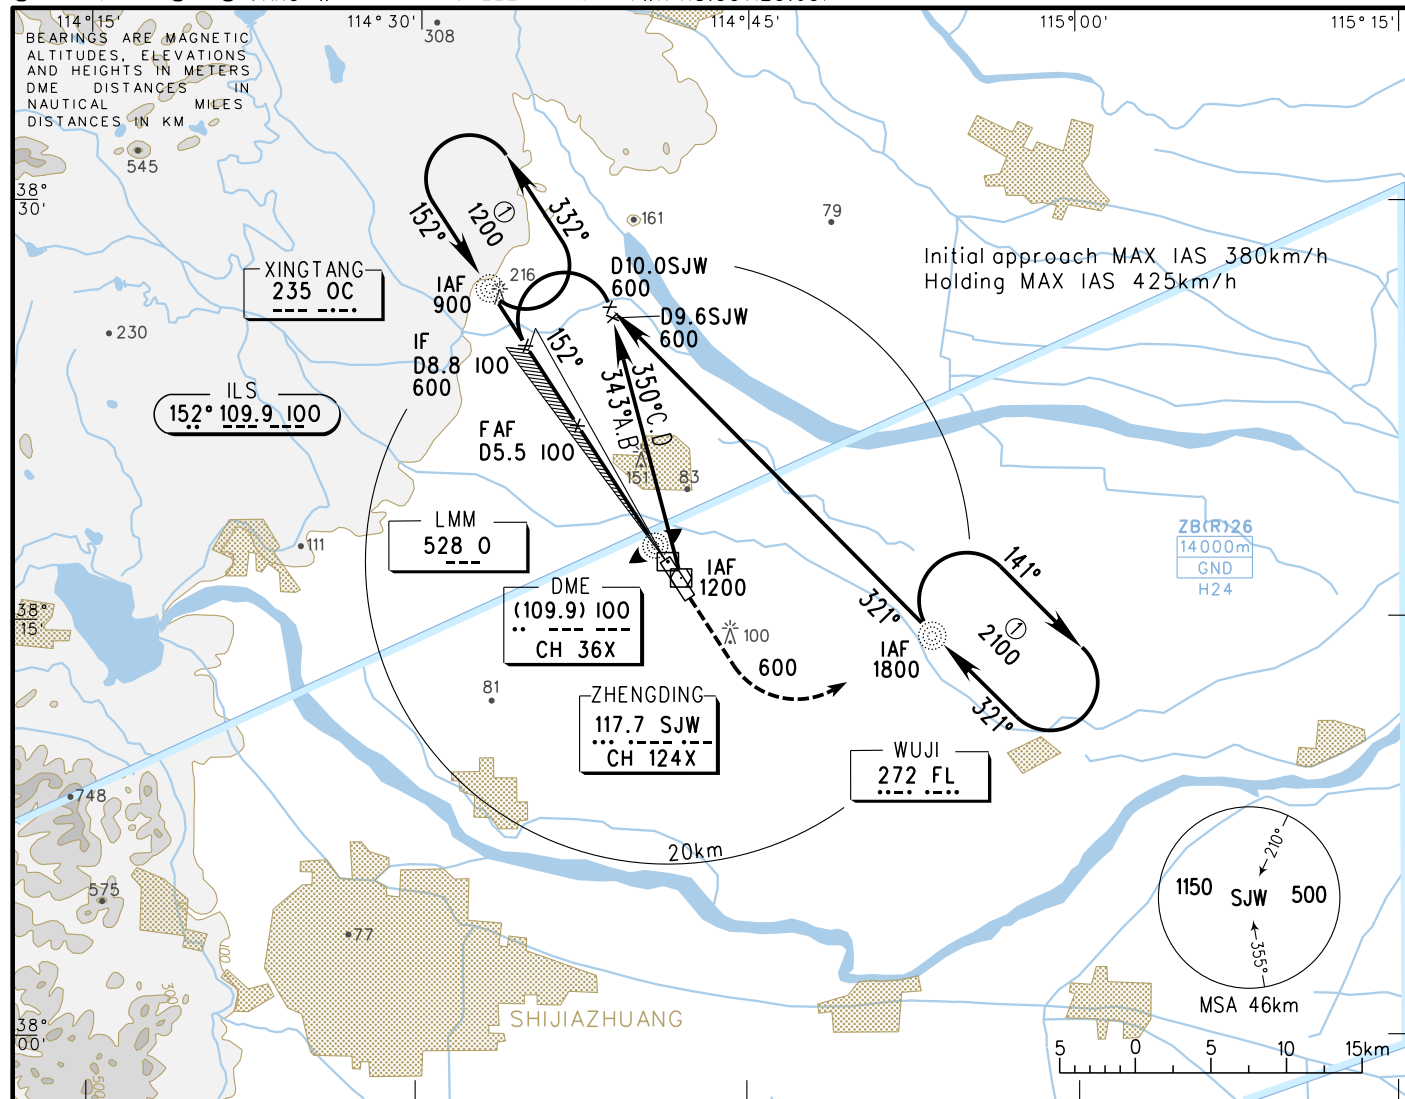 114°15'
114°30'
114°45'
115°00'
115°15'
BEARINGS ARE MAGNETIC
ALTITUDES, ELEVATIONS
AND HEIGHTS IN METERS
DME DISTANCES IN
NAUTICAL MILES
DISTANCES IN KM
308
545
38°
30'
152°
1200
①
332°
161
79
Initial approach MAX IAS 380km/h
Holding MAX IAS 425km/h
XINGTANG
235 OC
IAF
900
216
D10.0SJW
600
D9.6SJW
600
230
IF
D8.8 100
600
152°
343°A.B
350°C.D
ILS
152° 109.9 100
FAF
D5.5 100
151
83
LMM
528 O
111
ZB(R)26
14000m
GND
H24
DME
(109.9) 100
CH 36X
IAF
1200
141°
321°
①
2100
38°
15'
100
600
IAF
1800
321°
81
ZHENGDING
117.7 SJW
CH 124X
WUJI
272 FL
748
20km
575
77
210°
1150
SJW
500
355°
MSA 46km
100
300
500
SHIJIAZHUANG
38°
00'
5 0 5 10 15km